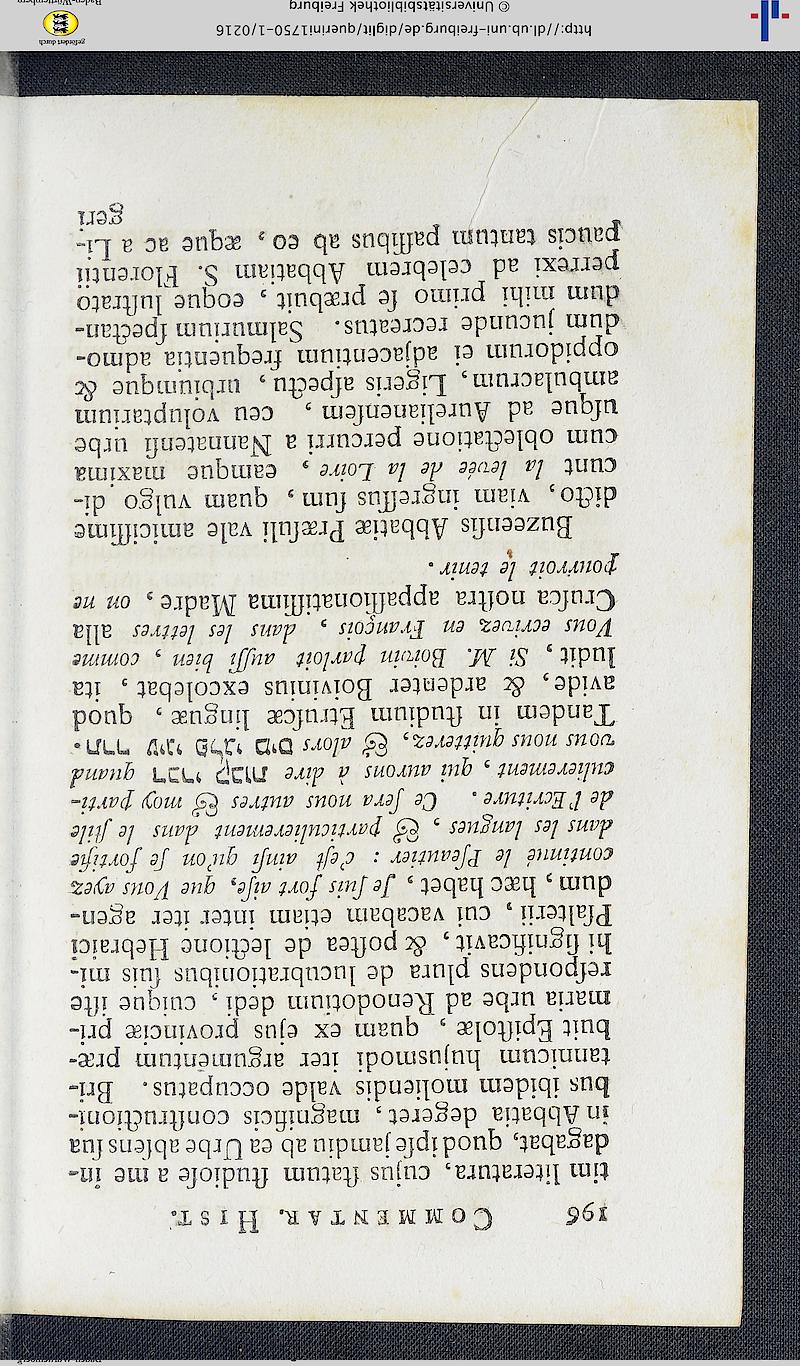 196 COMMENTAR. HIST.
tim literatura, cujus ſtatum ſtudioſe a me in-
dagabat, quod ipſe jamdiu ab ea Urbe abſens ſua
in Abbatia degeret, magnificis conſtructioni-
bus ibidem moliendis valde occupatus. Bri-
tannicum hujusmodi iter argumentum præ-
buit Epiſtolæ, quam ex ejus provinciæ pri-
maria urbe ad Renodotium dedi, cuique iſte
reſpondens plura de lucubrationibus ſuis mi-
hi ſignificavit, & poſtea de lectione Hebraici
Pſalterii, cui vacabam etiam inter iter agen-
dum, hæc habet, Je ſuis fort aiſe, que Vous ayez
continüé le Pſeautier : c'eſt ainſi qu'on ſe fortifie
dans les langues, & particulierement dans le ſtile
de l'Ecriture. Ce ſera nous autres & moy parti-
culierement, qui aurons à dire quand
vous nous quitterez, & alors
Tandem in ſtudium Etruſcæ linguæ, quod
avide, & ardenter Boivinius excolebat, ita
ludit, Si M. Boivin parloit auſſi bien, comme
Vous ecrivez en François, dans les lettres alla
Cruſca noſtra appaſſionatiſſima Madre, on ne
pourroit le tenir.
Buzeenſis Abbatiæ Præſuli vale amiciſſime
dicto, viam ingreſſus ſum, quam vulgo di-
cunt la levée de la Loire, eamque maxima
cum oblectatione percurri a Nannatenſi urbe
uſque ad Aurelianenſem, ceu voluptarium
ambulacrum, Ligeris aſpectu, urbiumque &
oppidorum ei adjacentium frequentia admo-
dum jucunde recreatus. Salmurium ſpectan-
dum mihi primo ſe præbuit, eoque luſtrato
perrexi ad celebrem Abbatiam S. Florentii
paucis tantum paſſibus ab eo, æque ac a Li-
geri
http://dl.ub.uni-freiburg.de/diglit/querini1750-1/0216
© Universitätsbibliothek Freiburg
gefördert durch
Baden-Württemberg